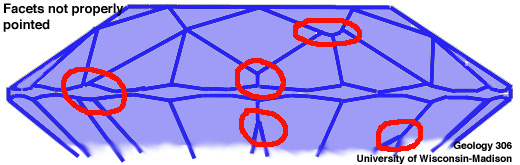 Facets not properly
pointed
Geology 306
University of Wisconsin-Madison